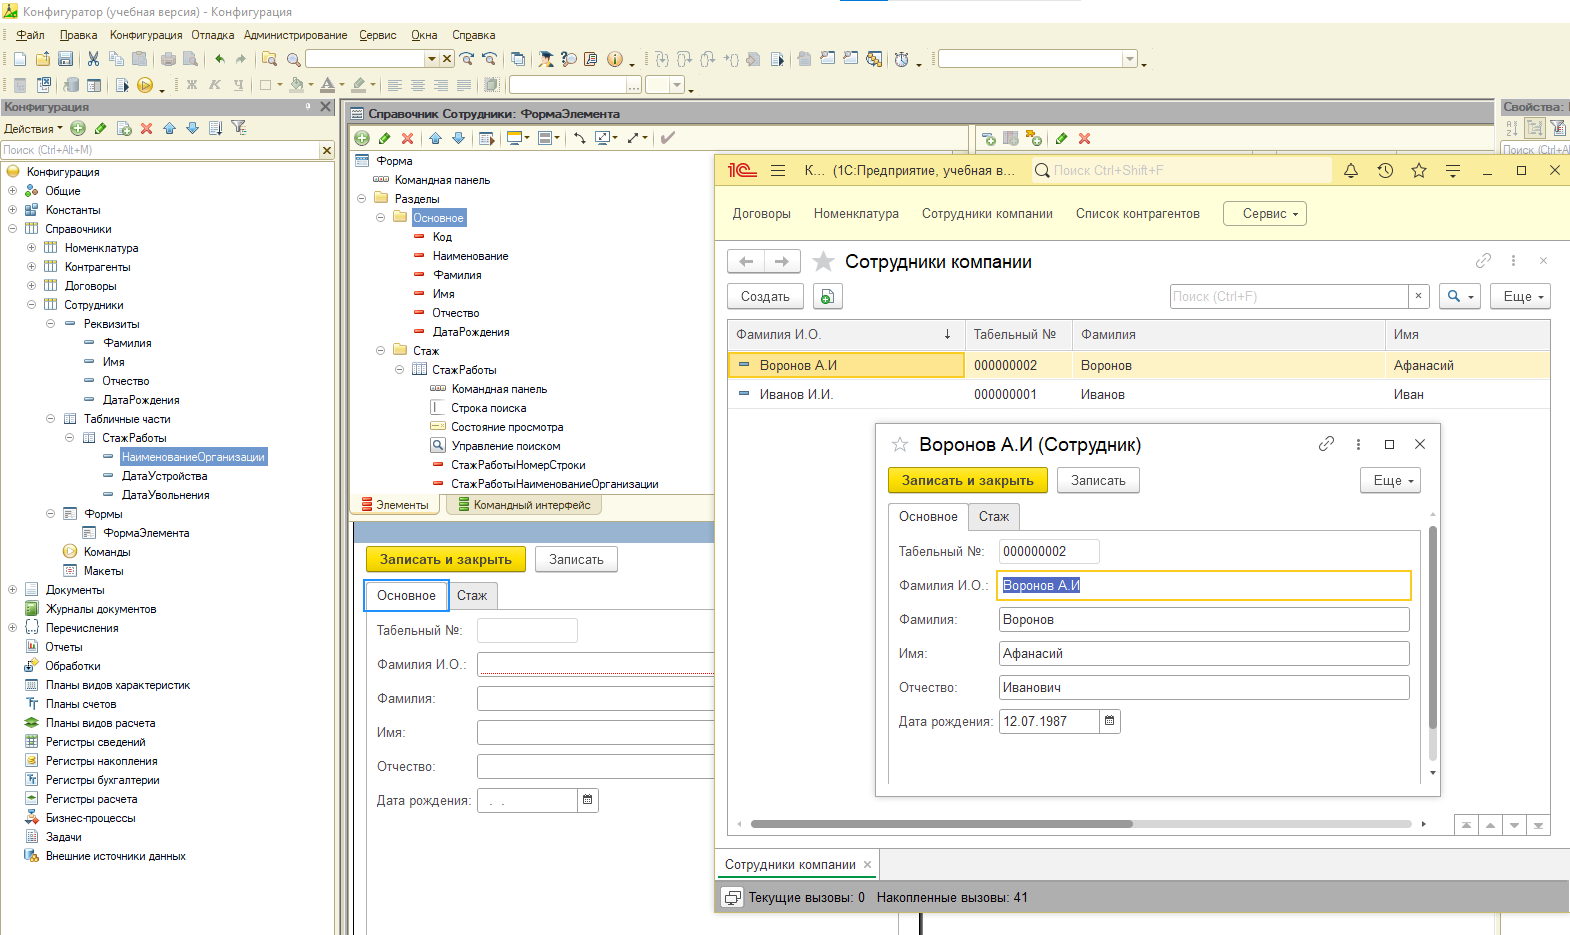 Конфигуратор (учебная версия) - Конфигурация
Файл Правка Конфигурация Отладка Администрирование Сервис Окна Справка
Ж К Ч
Конфигурация
Действия
Поиск (Ctrl+Alt+M)
Конфигурация
Общие
Константы
Справочники
Номенклатура
Контрагенты
Договоры
Сотрудники
Реквизиты
Фамилия
Имя
Отчество
ДатаРождения
Табличные части
СтажРаботы
НаименованиеОрганизации
ДатаУстройства
ДатаУвольнения
Формы
ФормаЭлемента
Команды
Макеты
Документы
Журналы документов
Перечисления
Отчеты
Обработки
Планы видов характеристик
Планы счетов
Планы видов расчета
Регистры сведений
Регистры накопления
Регистры бухгалтерии
Регистры расчета
Бизнес-процессы
Задачи
Внешние источники данных
Справочник Сотрудники: ФормаЭлемента
Форма
Командная панель
Разделы
Основное
Код
Наименование
Фамилия
Имя
Отчество
ДатаРождения
Стаж
СтажРаботы
Командная панель
Строка поиска
Состояние просмотра
Управление поиском
СтажРаботыНомерСтроки
СтажРаботыНаименованиеОрганизации
Элементы Командный интерфейс
Записать и закрыть Записать
Основное Стаж
Табельный №:
Фамилия И.О.:
Фамилия:
Имя:
Отчество:
Дата рождения: . .
Свойства:
Поиск (Ctrl+A
1С К... (1С:Предприятие, учебная в... Поиск Ctrl+Shift+F
Договоры Номенклатура Сотрудники компании Список контрагентов Сервис
Сотрудники компании
Создать Поиск (Ctrl+F) × Еще
Фамилия И.О. ↓ Табельный № Фамилия Имя
Воронов А.И 000000002 Воронов Афанасий
Иванов И.И. 000000001 Иванов Иван
Воронов А.И (Сотрудник)
Записать и закрыть Записать Еще
Основное Стаж
Табельный №: 000000002
Фамилия И.О.: Воронов А.И
Фамилия: Воронов
Имя: Афанасий
Отчество: Иванович
Дата рождения: 12.07.1987
Сотрудники компании ×
Текущие вызовы: 0 Накопленные вызовы: 41